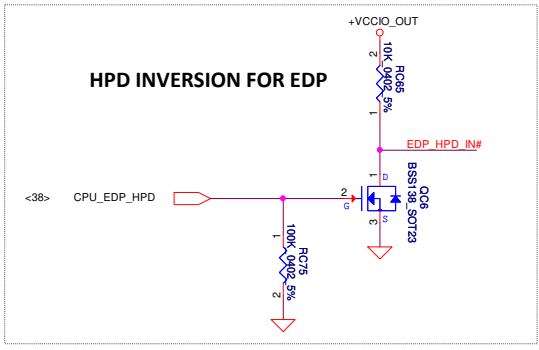 +VCCIO_OUT
2
RC65
10K_0402_5%
1
HPD INVERSION FOR EDP
EDP_HPD_IN#
1
D
QC6
BSS138_SOT23
<38>
CPU_EDP_HPD
2
G
S
3
1
RC75
100K_0402_5%
2